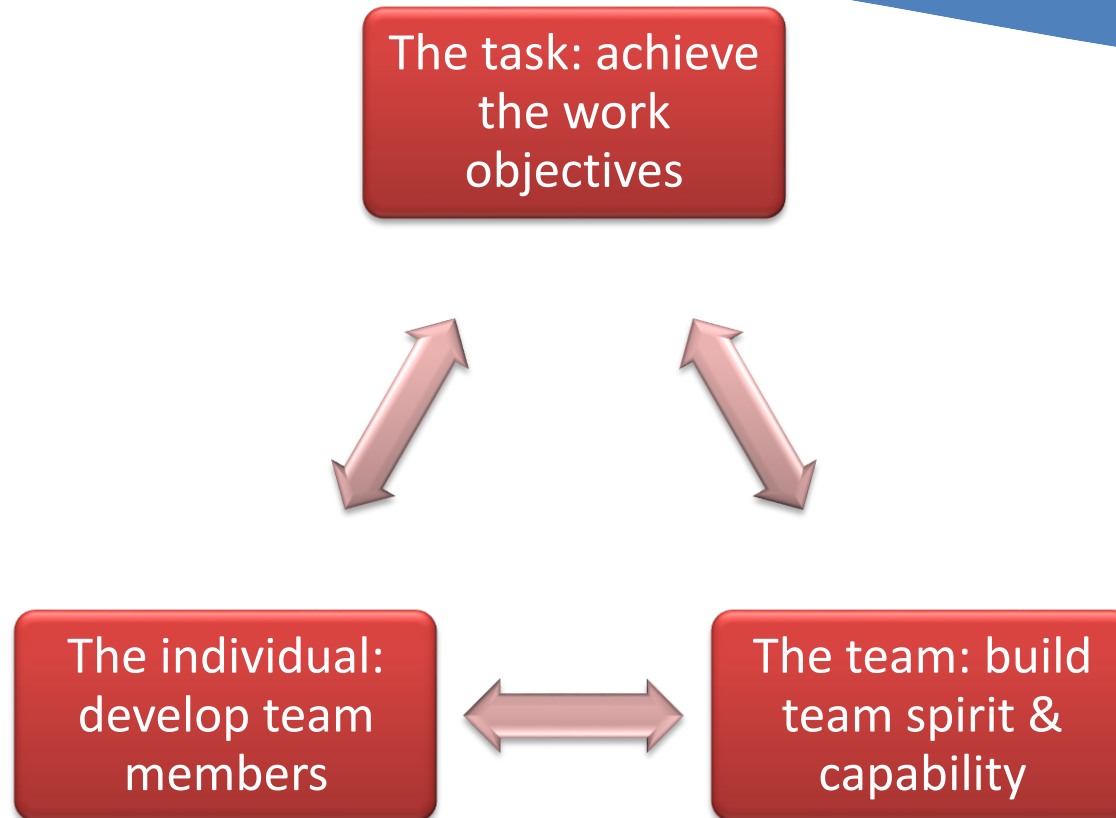 The task: achieve
the work
objectives
The individual:
develop team
members
The team: build
team spirit &
capability